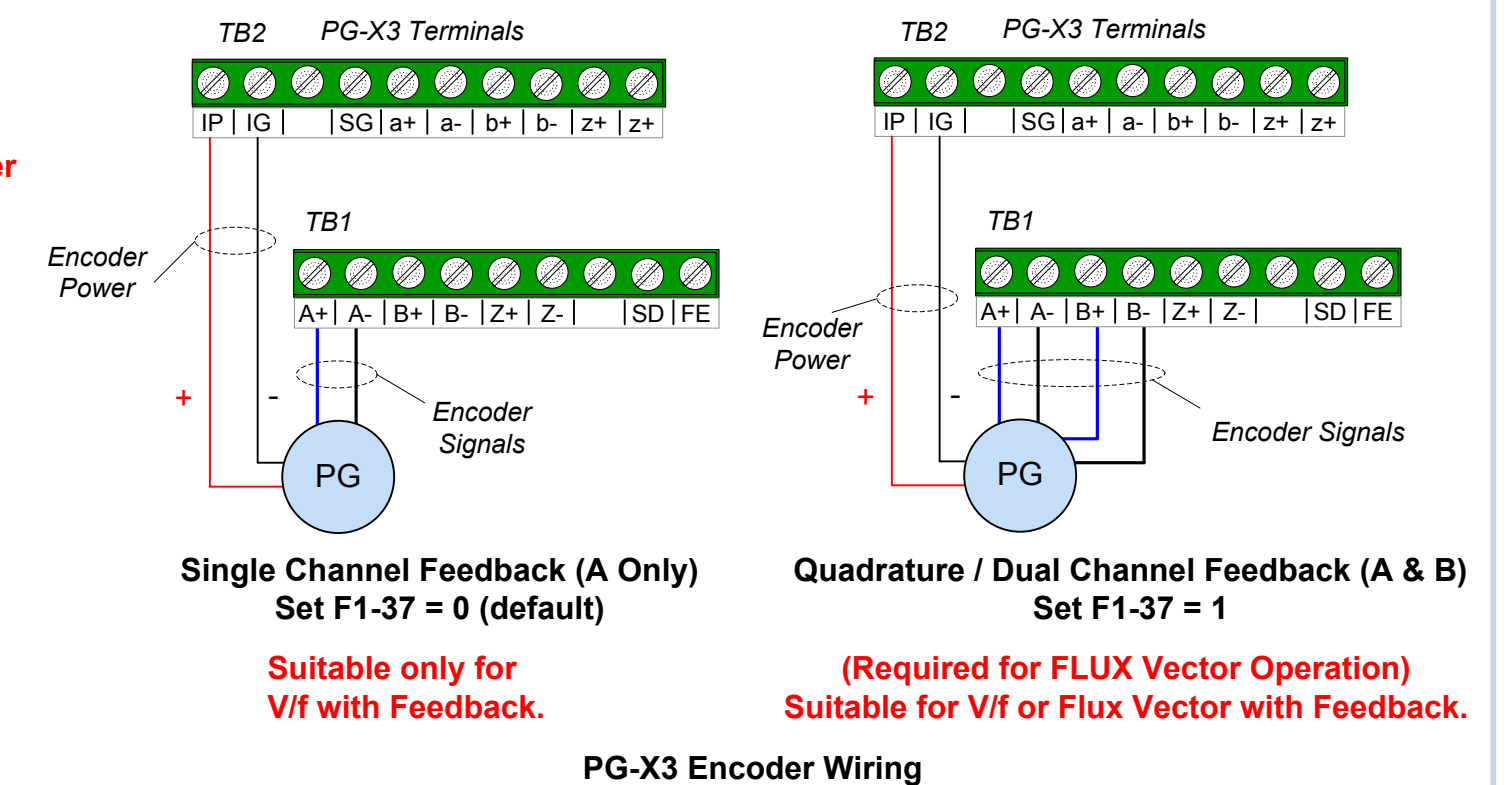 TB2 PG-X3 Terminals
IP | IG | | SG | a+ | a- | b+ | b- | z+ | z+
er
TB1
Encoder
Power
A+ | A- | B+ | B- | Z+ | Z- | | SD | FE
+ -
Encoder
Signals
PG
Single Channel Feedback (A Only)
Set F1-37 = 0 (default)
Suitable only for
V/f with Feedback.
TB2 PG-X3 Terminals
IP | IG | | SG | a+ | a- | b+ | b- | z+ | z+
TB1
Encoder
Power
A+ | A- | B+ | B- | Z+ | Z- | | SD | FE
+ -
Encoder Signals
PG
Quadrature / Dual Channel Feedback (A & B)
Set F1-37 = 1
(Required for FLUX Vector Operation)
Suitable for V/f or Flux Vector with Feedback.
PG-X3 Encoder Wiring